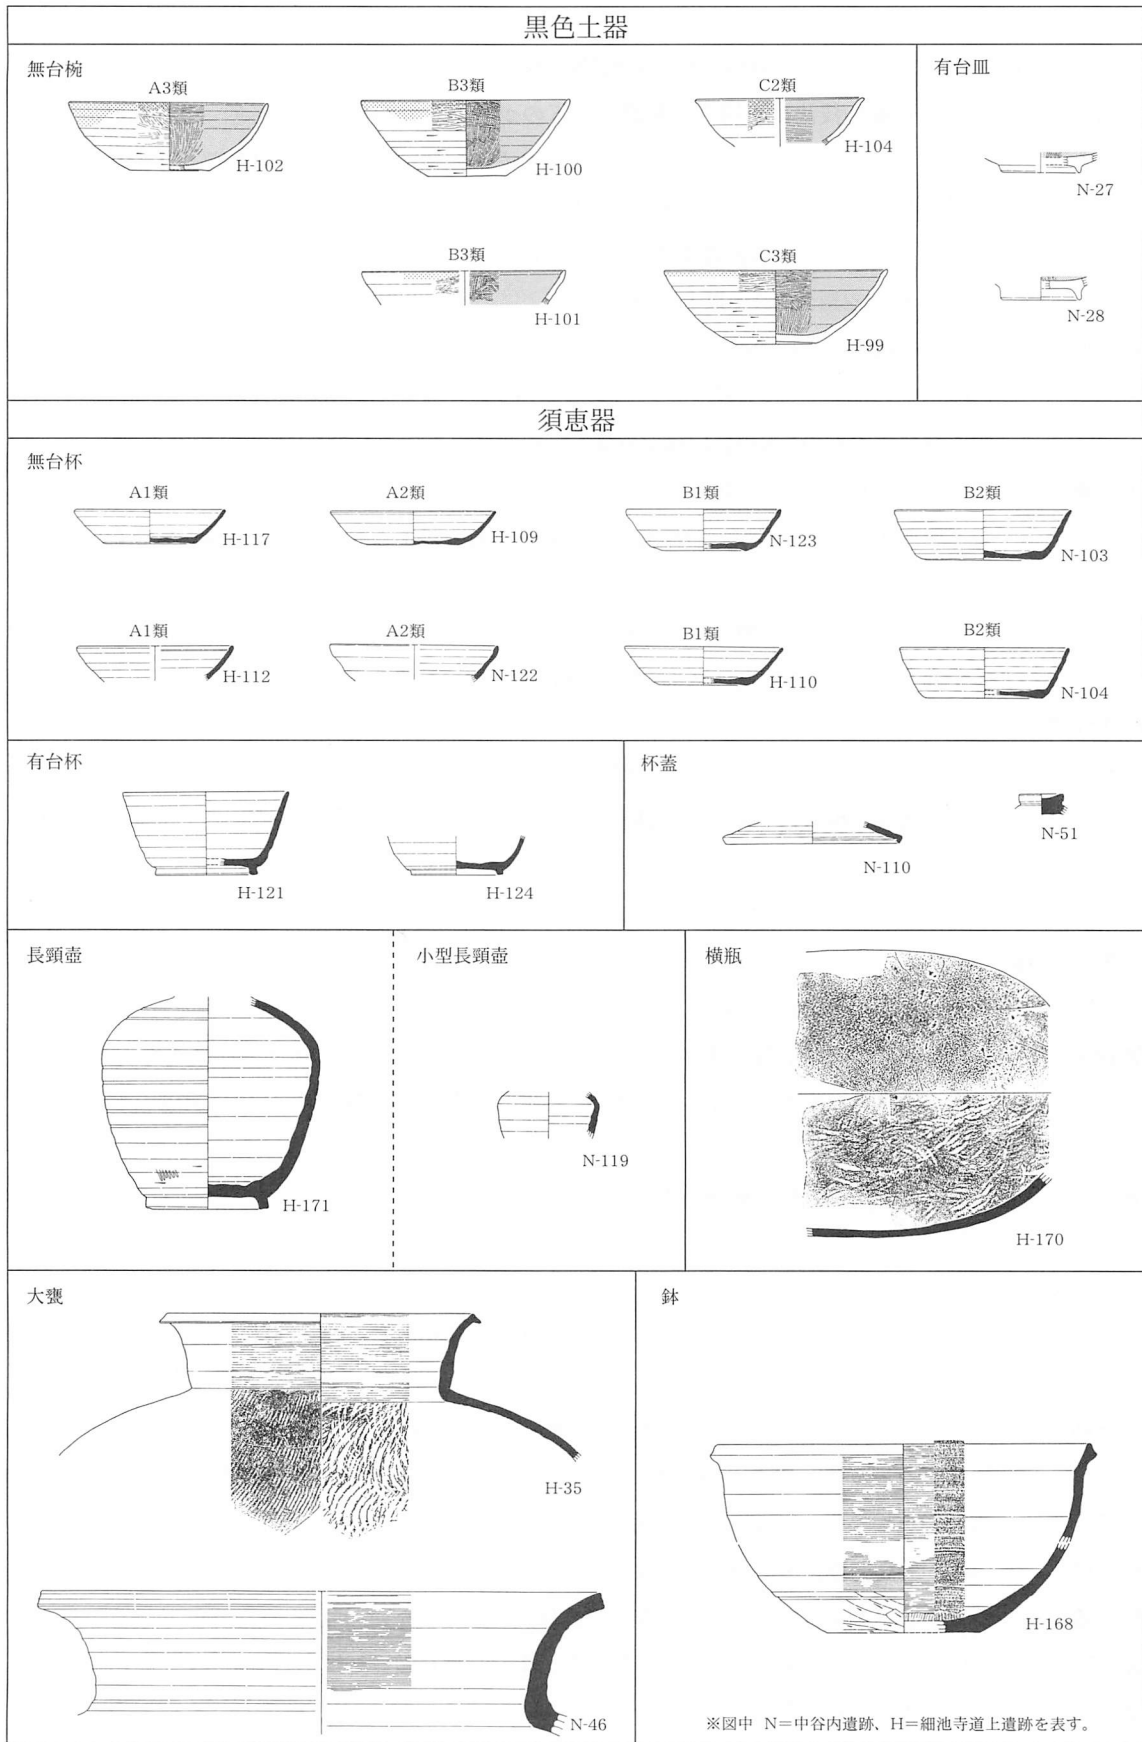 黒色土器
無台椀
有台皿
A3類
B3類
C2類
H-102
H-100
H-104
N-27
B3類
C3類
H-101
H-99
N-28
須恵器
無台杯
A1類
A2類
B1類
B2類
H-117
H-109
N-123
N-103
A1類
A2類
B1類
B2類
H-112
N-122
H-110
N-104
有台杯
H-121
H-124
杯蓋
N-110
N-51
長頸壺
H-171
小型長頸壺
N-119
横瓶
H-170
大甕
H-35
N-46
鉢
H-168
※図中 N=中谷内遺跡、H=細池寺道上遺跡を表す。